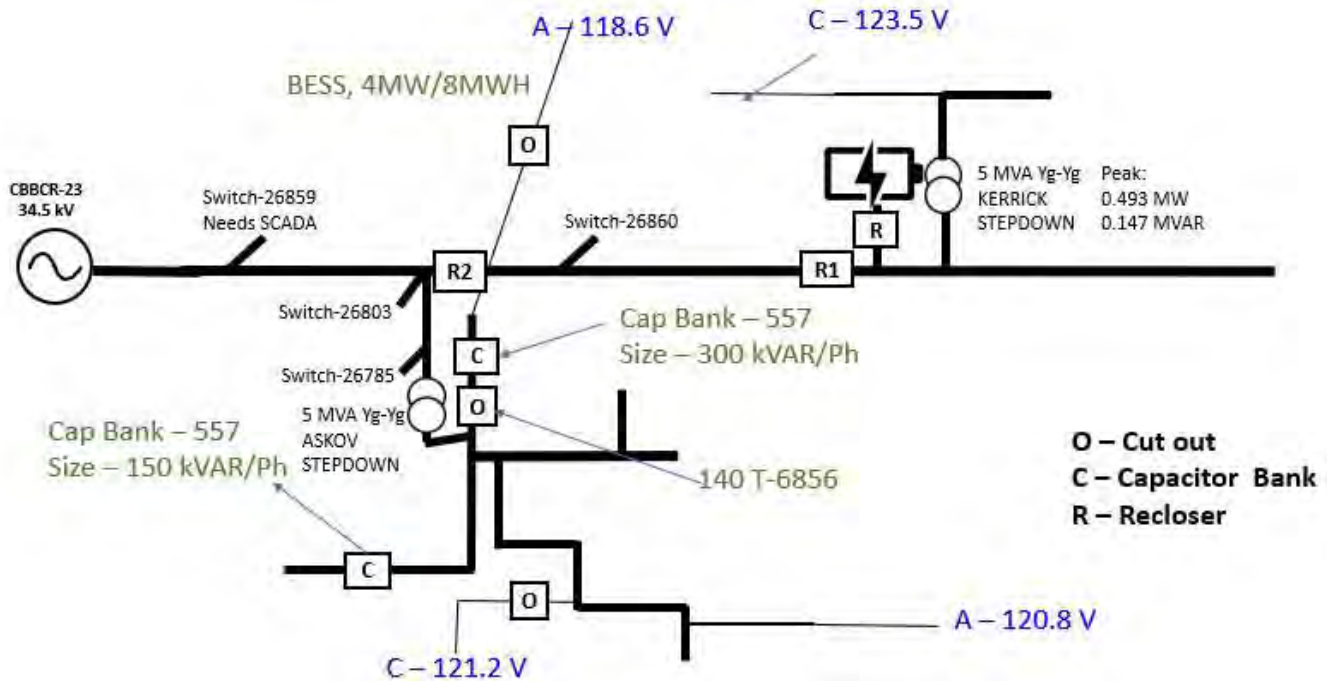 A – 118.6 V
C – 123.5 V
BESS, 4MW/8MWH
O
CBBCR-23
34.5 kV
Switch-26859
Needs SCADA
Switch-26860
5 MVA Yg-Yg
KERRICK
STEPDOWN
Peak:
0.493 MW
0.147 MVAR
R
R2
R1
Switch-26803
Cap Bank – 557
Size – 300 kVAR/Ph
C
Switch-26785
O
5 MVA Yg-Yg
ASKOV
STEPDOWN
Cap Bank – 557
Size – 150 kVAR/Ph
140 T-6856
O – Cut out
C – Capacitor Bank
R – Recloser
C
O
A – 120.8 V
C – 121.2 V